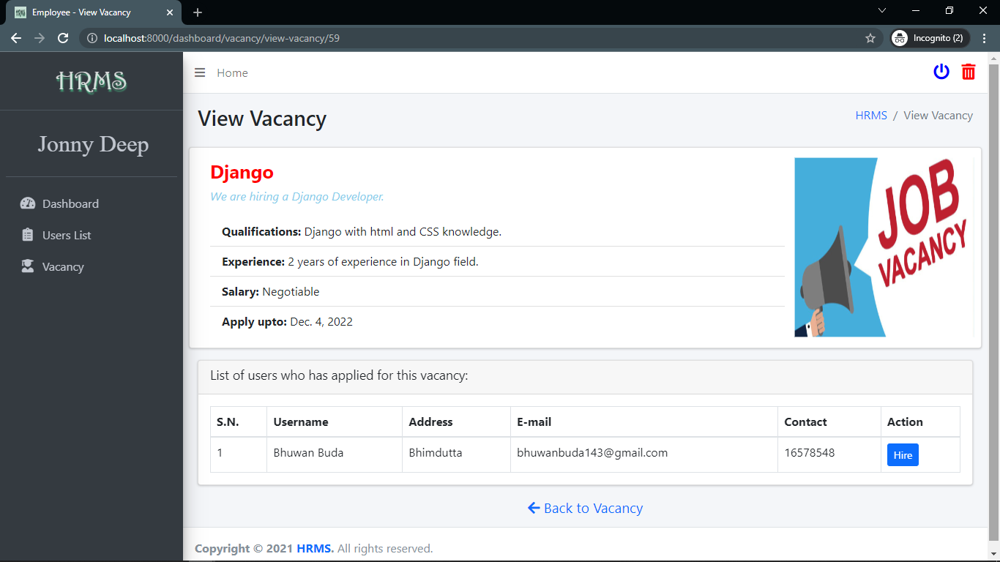 Employee - View Vacancy
localhost:8000/dashboard/vacancy/view-vacancy/59
Incognito (2)
HRMS
Home
Jonny Deep
Dashboard
Users List
Vacancy
View Vacancy
HRMS / View Vacancy
Django
We are hiring a Django Developer.
Qualifications: Django with html and CSS knowledge.
Experience: 2 years of experience in Django field.
Salary: Negotiable
Apply upto: Dec. 4, 2022
JOB
VACANCY
List of users who has applied for this vacancy:
S.N. Username Address E-mail Contact Action
1 Bhuwan Buda Bhimdutta bhuwanbuda143@gmail.com 16578548 Hire
Back to Vacancy
Copyright © 2021 HRMS. All rights reserved.